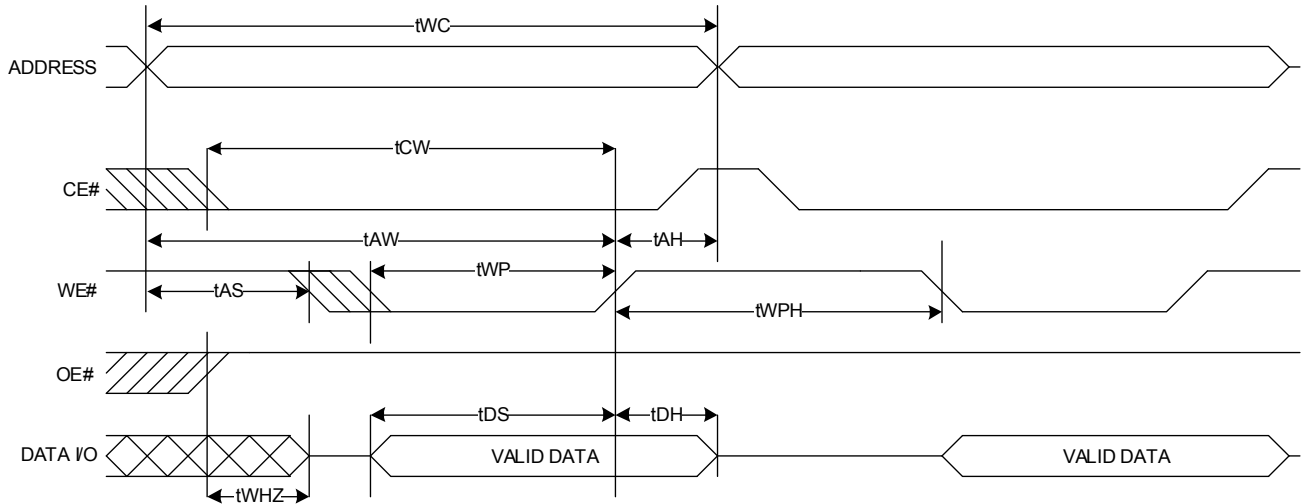 tWC
ADDRESS
tCW
CE#
tAW
tAH
tWP
WE#
tAS
tWPH
OE#
tDS
tDH
DATA I/O
VALID DATA
VALID DATA
tWHZ